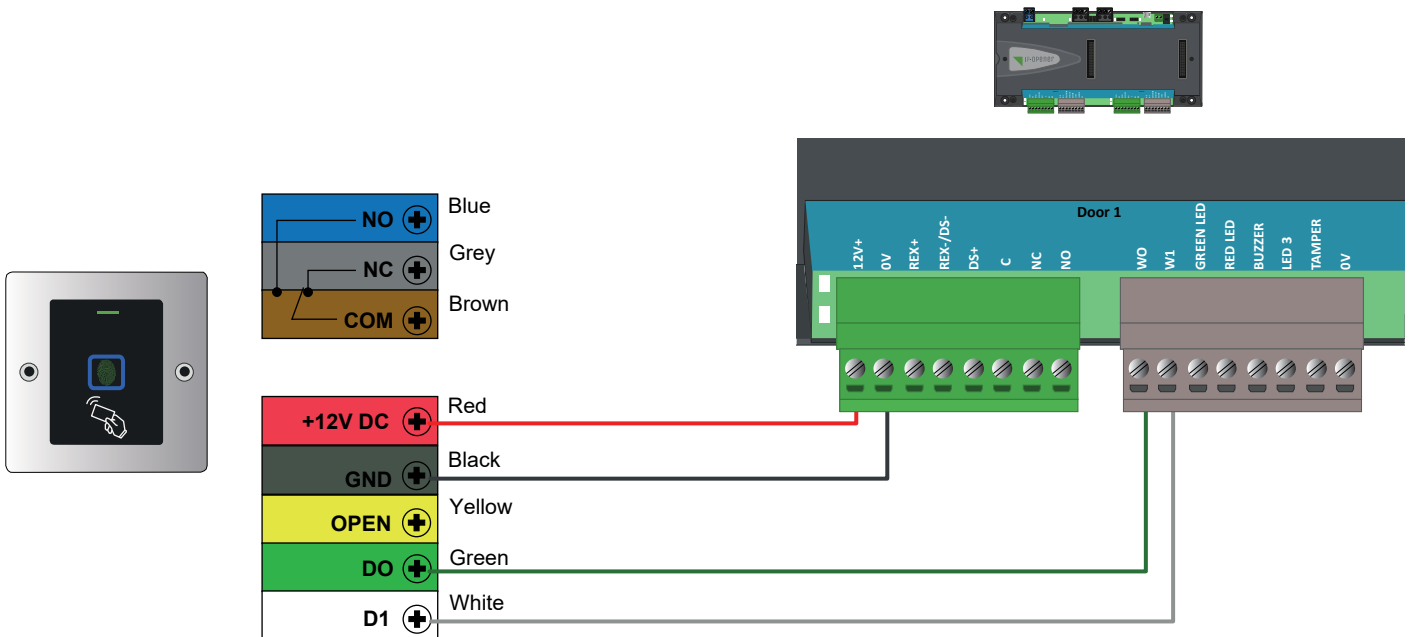 IP-OPENER
NO
Blue
NC
Grey
COM
Brown
+12V DC
Red
GND
Black
OPEN
Yellow
DO
Green
D1
White
Door 1
12V+
0V
REX+
REX-/DS-
DS+
C
NC
NO
WO
W1
GREEN LED
RED LED
BUZZER
LED 3
TAMPER
0V